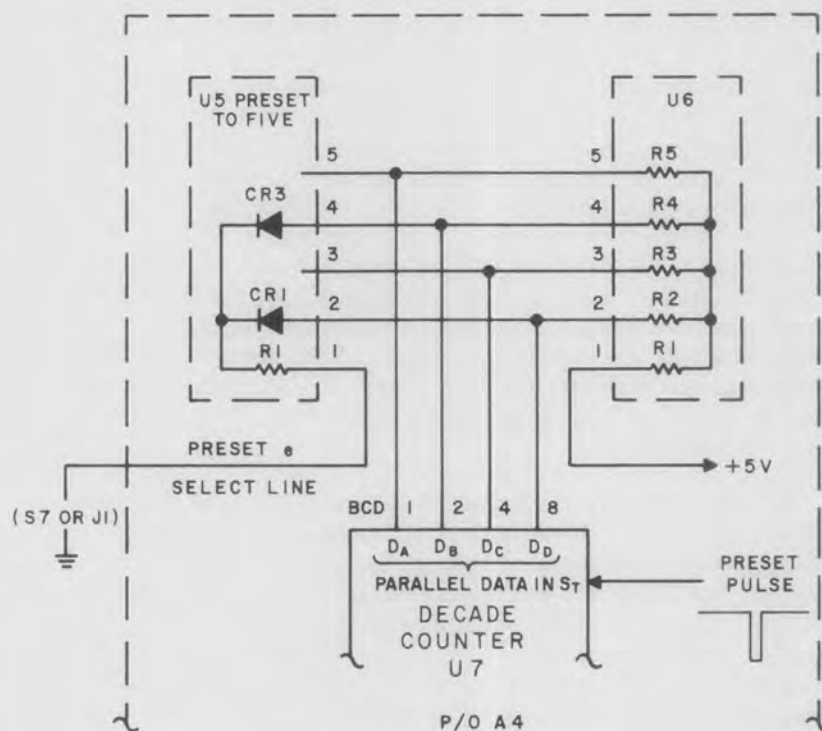 U5 PRESET
TO FIVE
U6
5
5
R5
CR3
4
4
R4
3
3
R3
CR1
2
2
R2
R1
1
1
R1
PRESET e
SELECT LINE
+5V
(S7 OR J1)
BCD 1 2 4 8
DA DB DC DD
PARALLEL DATA IN ST
PRESET
PULSE
DECADE
COUNTER
U7
P/O A4